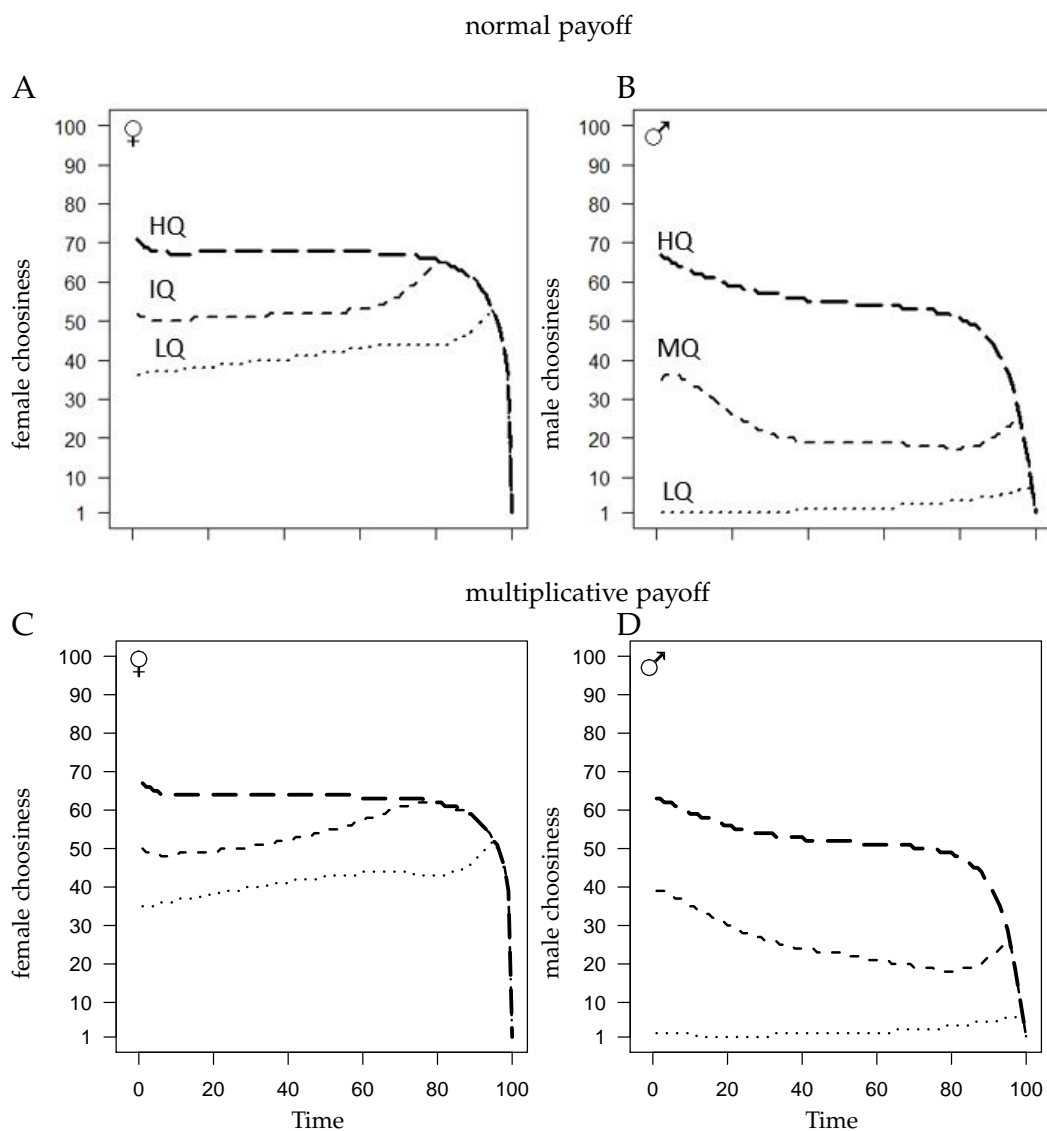 normal payoff
A
♀
100
90
80
70
60
50
40
30
20
10
1
female choosiness
HQ
IQ
LQ
B
♂
100
90
80
70
60
50
40
30
20
10
1
male choosiness
HQ
MQ
LQ
multiplicative payoff
C
♀
100
90
80
70
60
50
40
30
20
10
1
female choosiness
0 20 40 60 80 100
Time
D
♂
100
90
80
70
60
50
40
30
20
10
1
male choosiness
0 20 40 60 80 100
Time